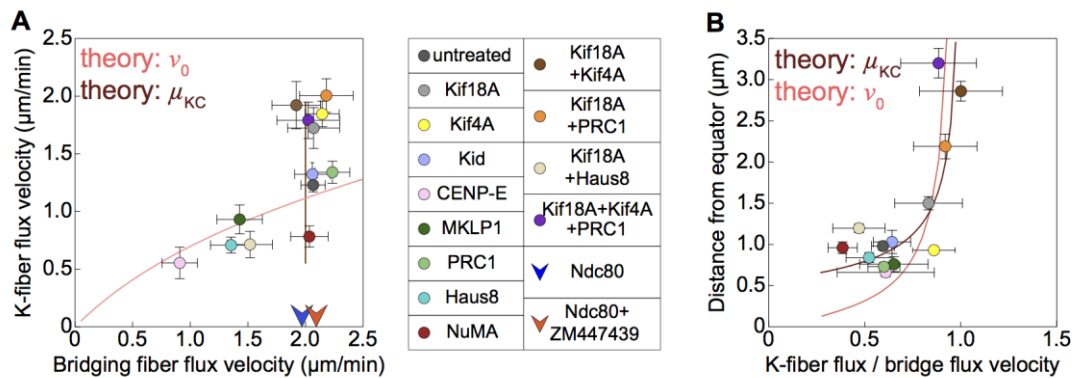 A
theory: ν₀
theory: μKC
K-fiber flux velocity (μm/min)
2.5
2.0
1.5
1.0
0.5
0
0 0.5 1.0 1.5 2.0 2.5
Bridging fiber flux velocity (μm/min)
untreated
Kif18A
Kif4A
Kid
CENP-E
MKLP1
PRC1
Haus8
NuMA
Kif18A
+Kif4A
Kif18A
+PRC1
Kif18A
+Haus8
Kif18A+Kif4A
+PRC1
Ndc80
Ndc80+
ZM447439
B
theory: μKC
theory: ν₀
Distance from equator (μm)
3.5
3.0
2.5
2.0
1.5
1.0
0.5
0
0 0.5 1.0 1.5
K-fiber flux / bridge flux velocity